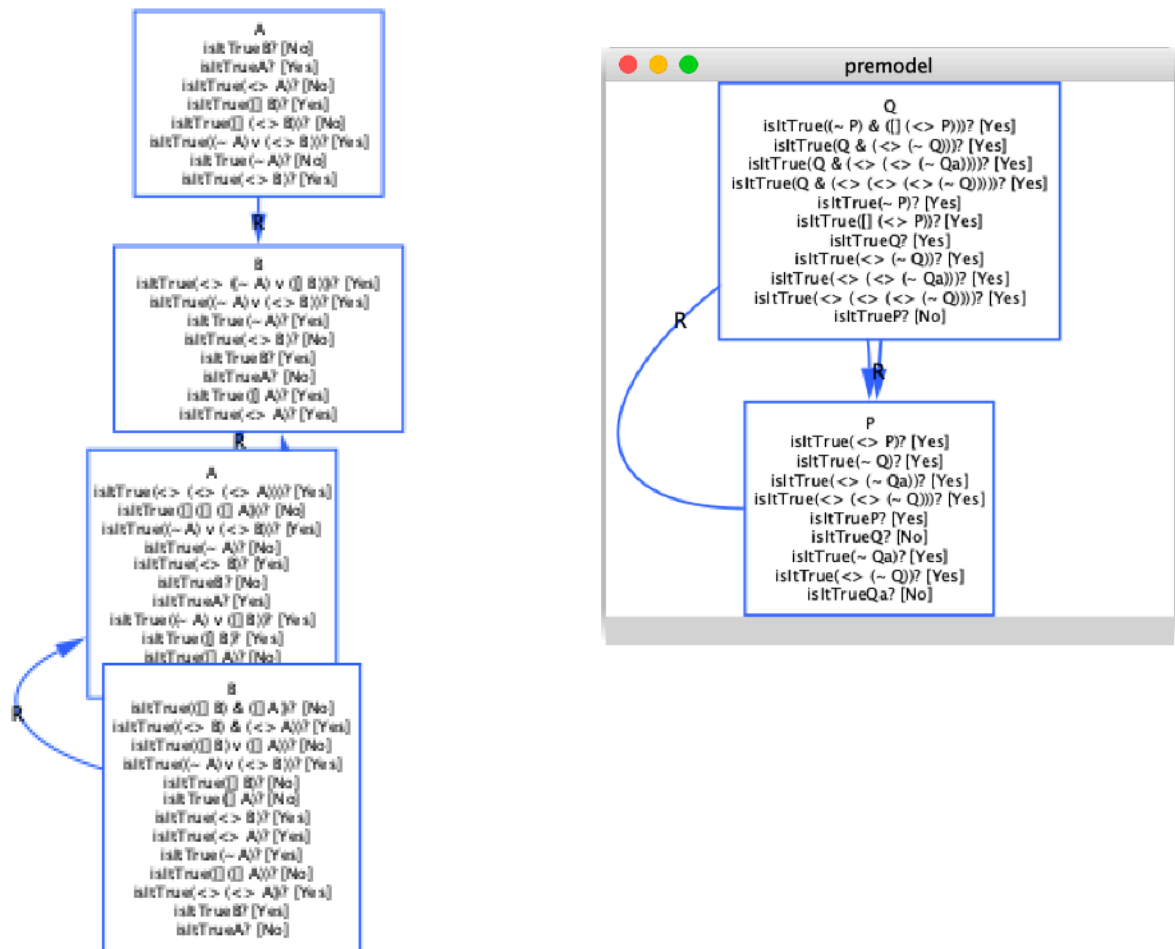 A
isItTrueB? [No]
isItTrueA? [Yes]
isItTrue(<> A)? [No]
isItTrue([] B)? [Yes]
isItTrue([] (<> B))? [No]
isItTrue((~ A) v (<> B))? [Yes]
isItTrue(~ A)? [No]
isItTrue(<> B)? [Yes]
R
B
isItTrue(<> ((~ A) v ([] B)))? [Yes]
isItTrue((~ A) v (<> B))? [Yes]
isItTrue(~ A)? [Yes]
isItTrue(<> B)? [No]
isItTrueB? [Yes]
isItTrueA? [No]
isItTrue([] A)? [Yes]
isItTrue(<> A)? [Yes]
R
A
isItTrue(<> (<> (<> A)))? [Yes]
isItTrue([] ([] ([] A)))? [No]
isItTrue((~ A) v (<> B))? [Yes]
isItTrue(~ A)? [No]
isItTrue(<> B)? [Yes]
isItTrueB? [No]
isItTrueA? [Yes]
isItTrue((~ A) v ([] B))? [Yes]
isItTrue([] B)? [Yes]
isItTrue([] A)? [No]
R
B
isItTrue(([] B) & ([] A))? [No]
isItTrue((<> B) & (<> A))? [Yes]
isItTrue(([] B) v ([] A))? [No]
isItTrue((~ A) v (<> B))? [Yes]
isItTrue([] B)? [No]
isItTrue([] A)? [No]
isItTrue(<> B)? [Yes]
isItTrue(<> A)? [Yes]
isItTrue(~ A)? [Yes]
isItTrue([] ([] A))? [No]
isItTrue(<> (<> A))? [Yes]
isItTrueB? [Yes]
isItTrueA? [No]
premodel
Q
isItTrue((~ P) & ([] (<> P)))? [Yes]
isItTrue(Q & (<> (~ Q)))? [Yes]
isItTrue(Q & (<> (<> (~ Qa))))? [Yes]
isItTrue(Q & (<> (<> (<> (~ Q)))))? [Yes]
isItTrue(~ P)? [Yes]
isItTrue([] (<> P))? [Yes]
isItTrueQ? [Yes]
isItTrue(<> (~ Q))? [Yes]
isItTrue(<> (<> (~ Qa)))? [Yes]
isItTrue(<> (<> (<> (~ Q))))? [Yes]
isItTrueP? [No]
R
R
P
isItTrue(<> P)? [Yes]
isItTrue(~ Q)? [Yes]
isItTrue(<> (~ Qa))? [Yes]
isItTrue(<> (<> (~ Q)))? [Yes]
isItTrueP? [Yes]
isItTrueQ? [No]
isItTrue(~ Qa)? [Yes]
isItTrue(<> (~ Q))? [Yes]
isItTrueQa? [No]